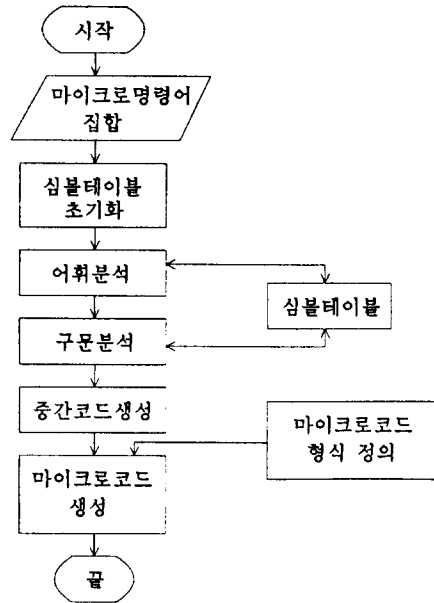 시작
마이크로명령어
집합
심볼테이블
초기화
어휘분석
심볼테이블
구문분석
중간코드생성
마이크로코드
형식 정의
마이크로코드
생성
끝